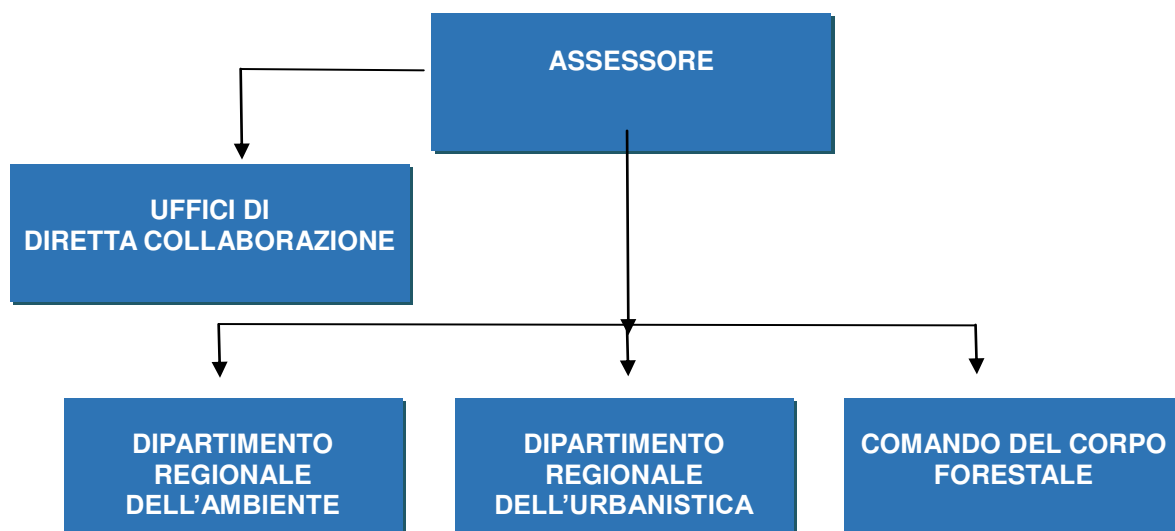 ASSESSORE
UFFICI DI
DIRETTA COLLABORAZIONE
DIPARTIMENTO
REGIONALE
DELL’AMBIENTE
DIPARTIMENTO
REGIONALE
DELL'URBANISTICA
COMANDO DEL CORPO
FORESTALE